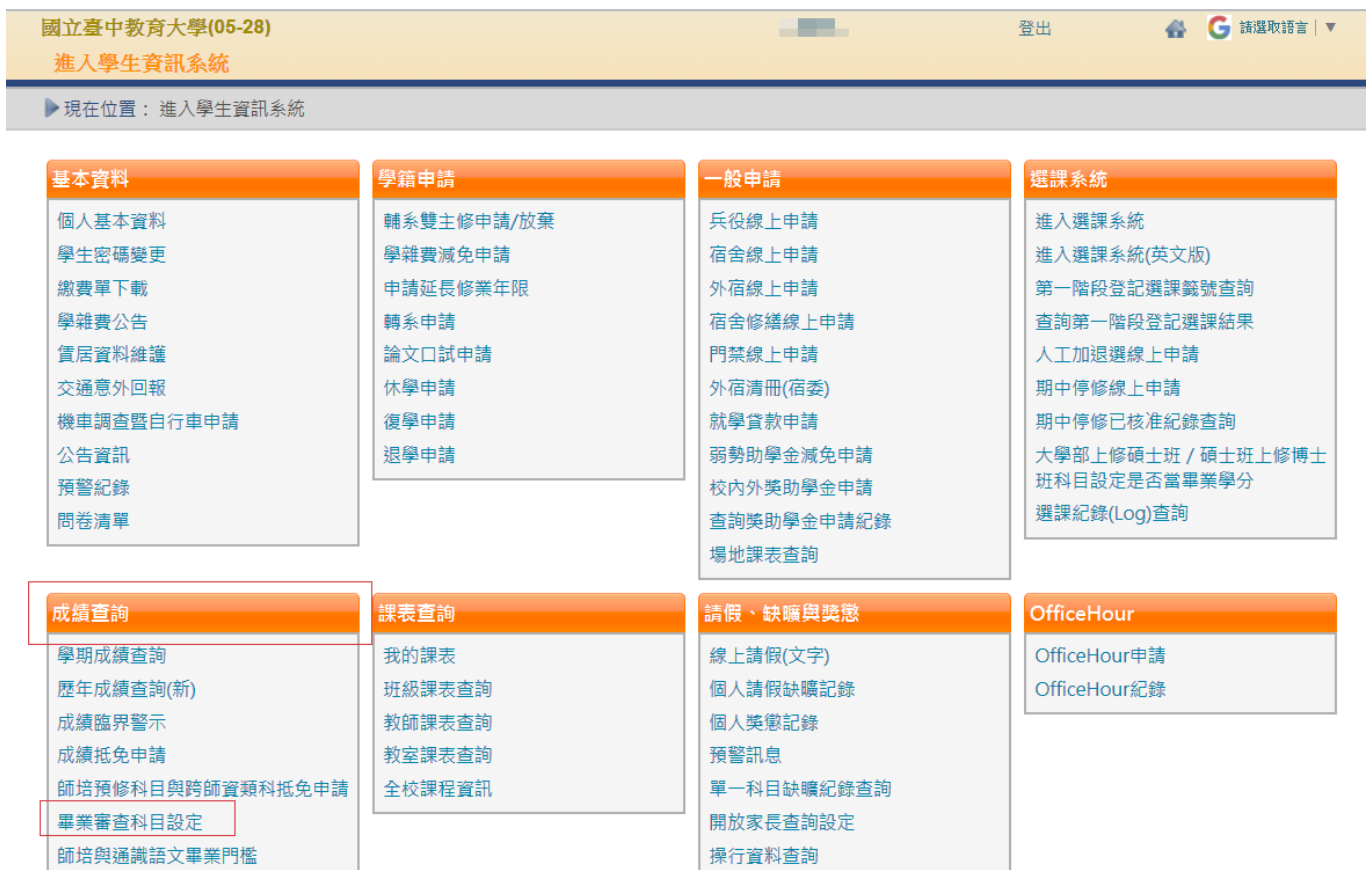 國立臺中教育大學(05-28)
登出
請選取語言
進入學生資訊系統
現在位置： 進入學生資訊系統
基本資料
個人基本資料
學生密碼變更
繳費單下載
學雜費公告
賃居資料維護
交通意外回報
機車調查暨自行車申請
公告資訊
預警紀錄
問卷清單
學籍申請
輔系雙主修申請/放棄
學雜費減免申請
申請延長修業年限
轉系申請
論文口試申請
休學申請
復學申請
退學申請
一般申請
兵役線上申請
宿舍線上申請
外宿線上申請
宿舍修繕線上申請
門禁線上申請
外宿清冊(宿委)
就學貸款申請
弱勢助學金減免申請
校內外獎助學金申請
查詢獎助學金申請紀錄
場地課表查詢
選課系統
進入選課系統
進入選課系統(英文版)
第一階段登記選課籤號查詢
查詢第一階段登記選課結果
人工加退選線上申請
期中停修線上申請
期中停修已核准紀錄查詢
大學部上修碩士班 / 碩士班上修博士
班科目設定是否當畢業學分
選課紀錄(Log)查詢
成績查詢
學期成績查詢
歷年成績查詢(新)
成績臨界警示
成績抵免申請
師培預修科目與跨師資類科抵免申請
畢業審查科目設定
師培與通識語文畢業門檻
課表查詢
我的課表
班級課表查詢
教師課表查詢
教室課表查詢
全校課程資訊
請假、缺曠與獎懲
線上請假(文字)
個人請假缺曠記錄
個人獎懲記錄
預警訊息
單一科目缺曠紀錄查詢
開放家長查詢設定
操行資料查詢
OfficeHour
OfficeHour申請
OfficeHour紀錄